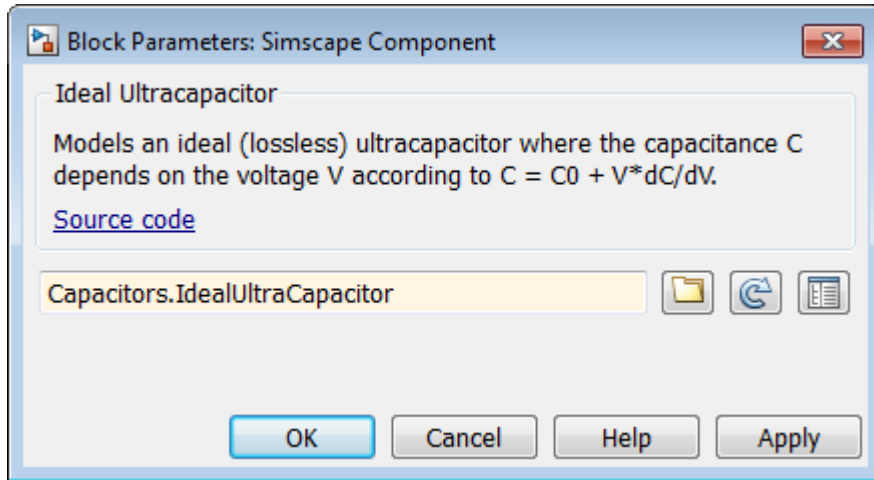 Block Parameters: Simscape Component
Ideal Ultracapacitor
Models an ideal (lossless) ultracapacitor where the capacitance C
depends on the voltage V according to C = C0 + V*dC/dV.
Source code
Capacitors.IdealUltraCapacitor
OK Cancel Help Apply